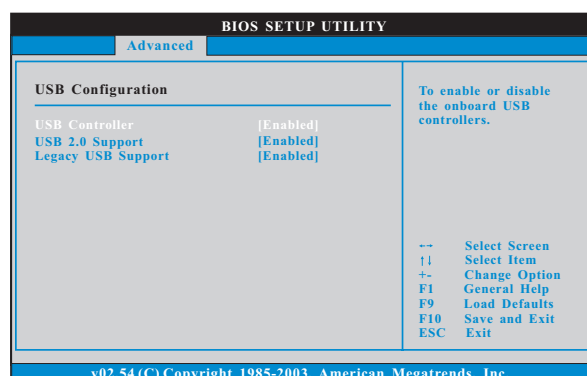 BIOS SETUP UTILITY
Advanced
USB Configuration
USB Controller [Enabled]
USB 2.0 Support [Enabled]
Legacy USB Support [Enabled]
To enable or disable
the onboard USB
controllers.
←→ Select Screen
↑↓ Select Item
+- Change Option
F1 General Help
F9 Load Defaults
F10 Save and Exit
ESC Exit
v02.54 (C) Copyright 1985-2003, American Megatrends, Inc.